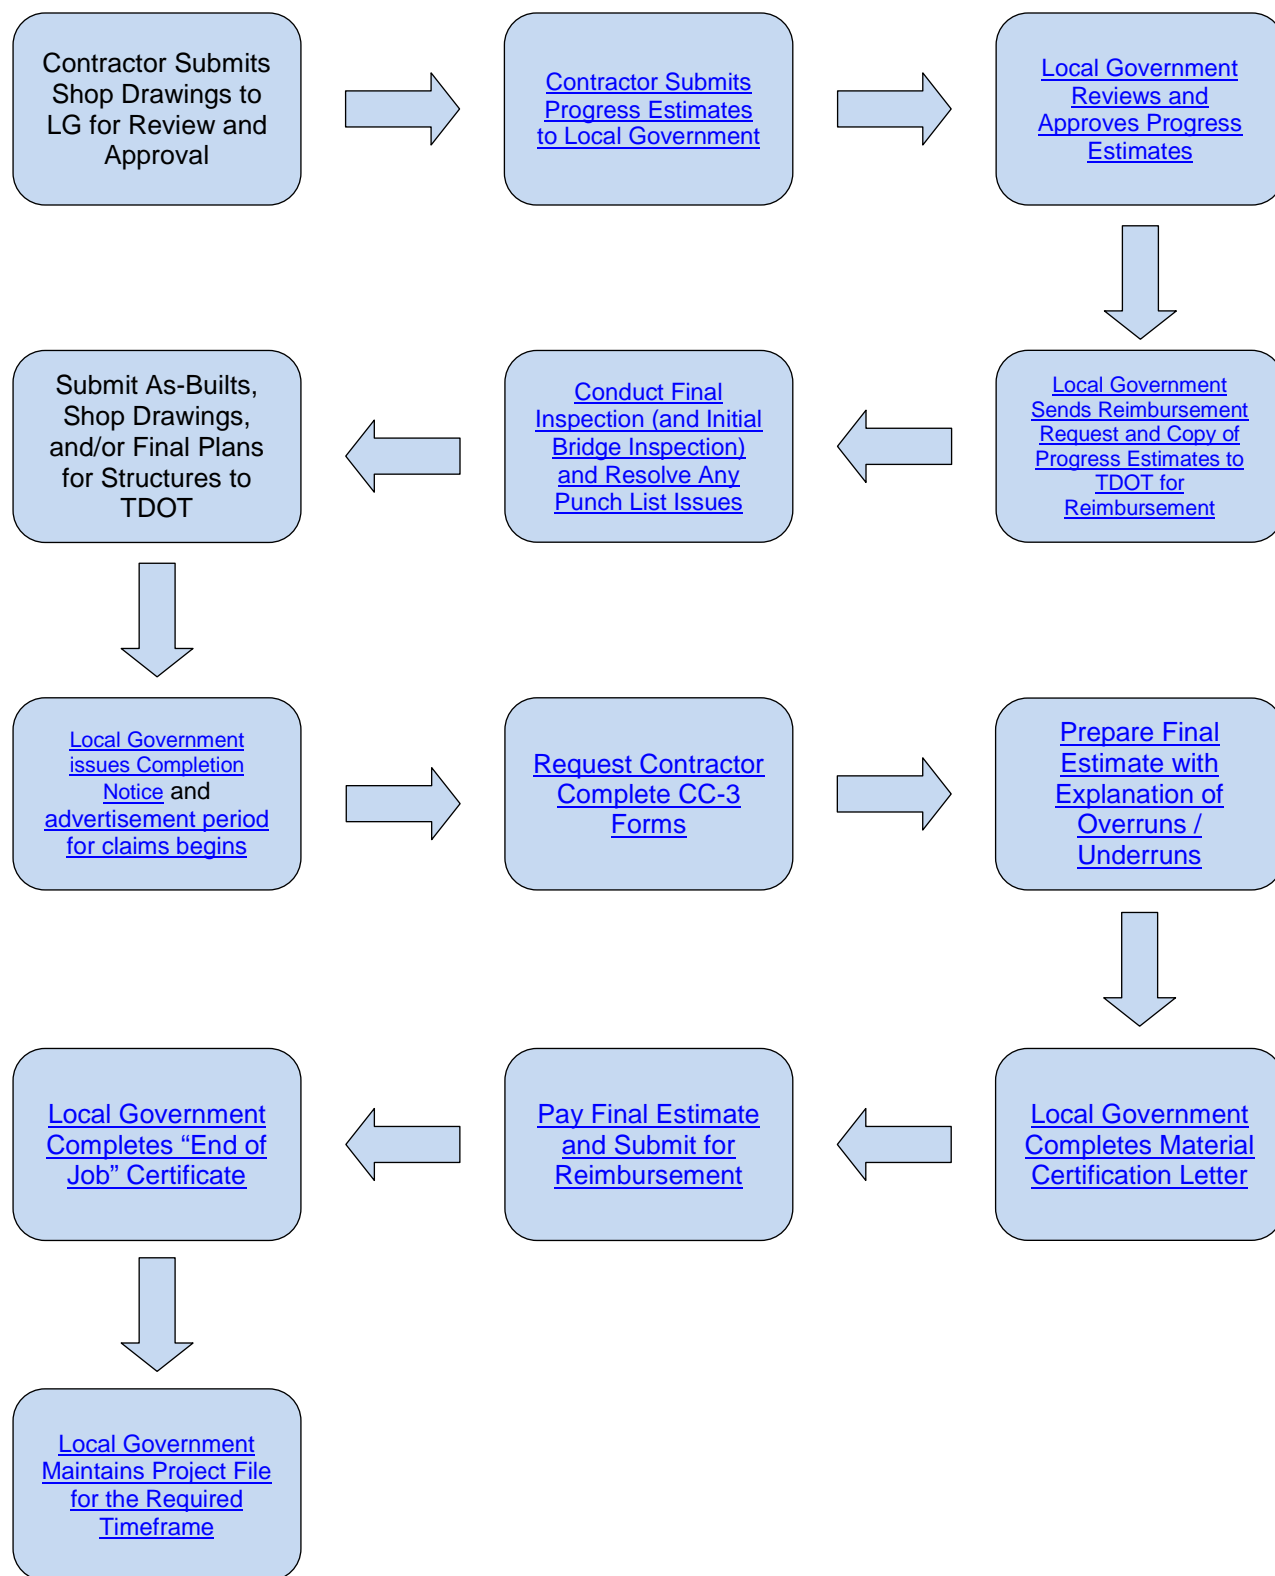 Contractor Submits
Shop Drawings to
LG for Review and
Approval
Contractor Submits
Progress Estimates
to Local Government
Local Government
Reviews and
Approves Progress
Estimates
Local Government
Sends Reimbursement
Request and Copy of
Progress Estimates to
TDOT for
Reimbursement
Conduct Final
Inspection (and Initial
Bridge Inspection)
and Resolve Any
Punch List Issues
Submit As-Builts,
Shop Drawings,
and/or Final Plans
for Structures to
TDOT
Local Government
issues Completion
Notice and
advertisement period
for claims begins
Request Contractor
Complete CC-3
Forms
Prepare Final
Estimate with
Explanation of
Overruns /
Underruns
Local Government
Completes Material
Certification Letter
Pay Final Estimate
and Submit for
Reimbursement
Local Government
Completes “End of
Job” Certificate
Local Government
Maintains Project File
for the Required
Timeframe